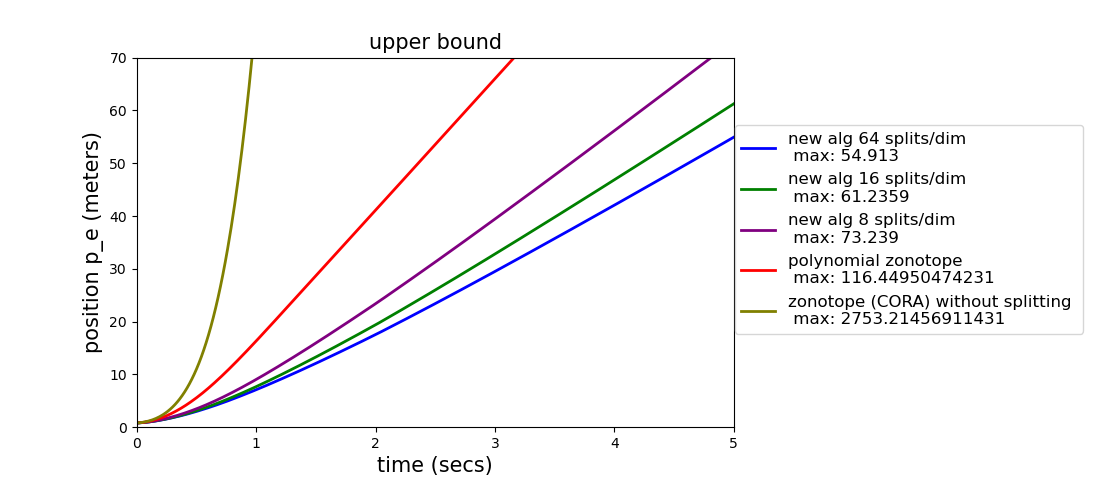 upper bound
position p_e (meters)
70
60
50
40
30
20
10
0
0 1 2 3 4 5
time (secs)
new alg 64 splits/dim
max: 54.913
new alg 16 splits/dim
max: 61.2359
new alg 8 splits/dim
max: 73.239
polynomial zonotope
max: 116.44950474231
zonotope (CORA) without splitting
max: 2753.21456911431